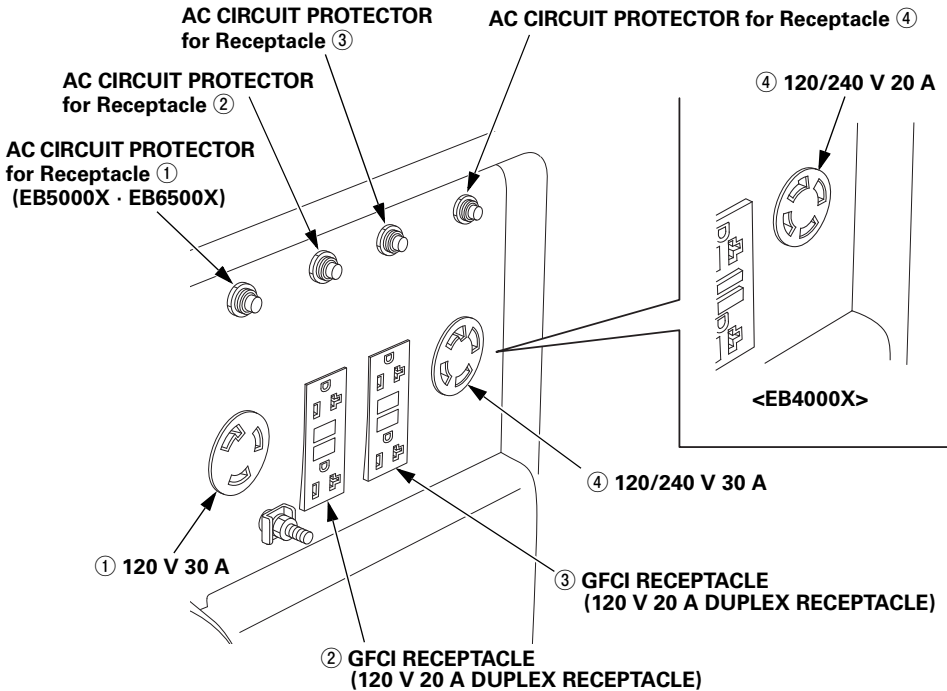 AC CIRCUIT PROTECTOR
for Receptacle ③
AC CIRCUIT PROTECTOR for Receptacle ④
AC CIRCUIT PROTECTOR
for Receptacle ②
④ 120/240 V 20 A
AC CIRCUIT PROTECTOR
for Receptacle ①
(EB5000X · EB6500X)
<EB4000X>
④ 120/240 V 30 A
① 120 V 30 A
③ GFCI RECEPTACLE
(120 V 20 A DUPLEX RECEPTACLE)
② GFCI RECEPTACLE
(120 V 20 A DUPLEX RECEPTACLE)